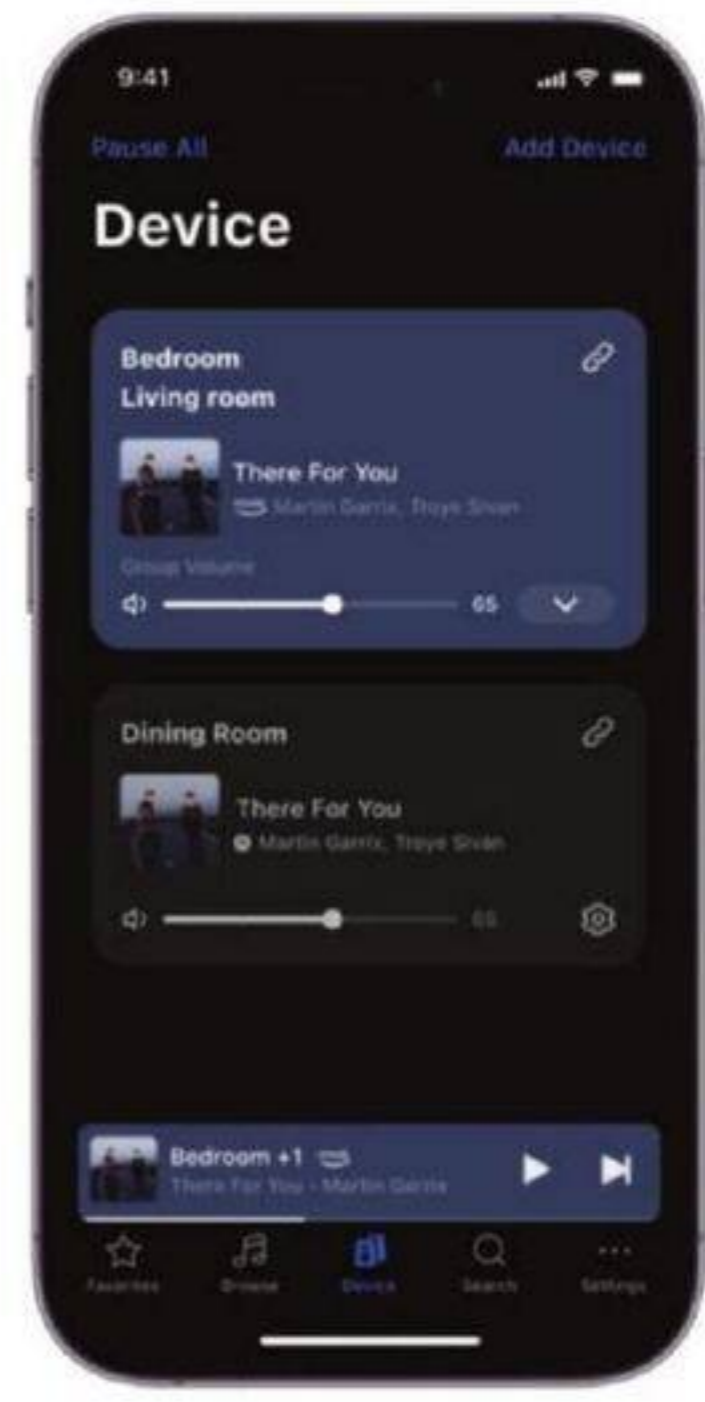 9:41
Pause All
Add Device
Device
Bedroom
Living room
There For You
Martin Garrix, Troye Sivan
Group Volume
65
Dining Room
There For You
Martin Garrix, Troye Sivan
65
Bedroom +1
There For You - Martin Garrix
Favorites
Browse
Device
Search
Settings